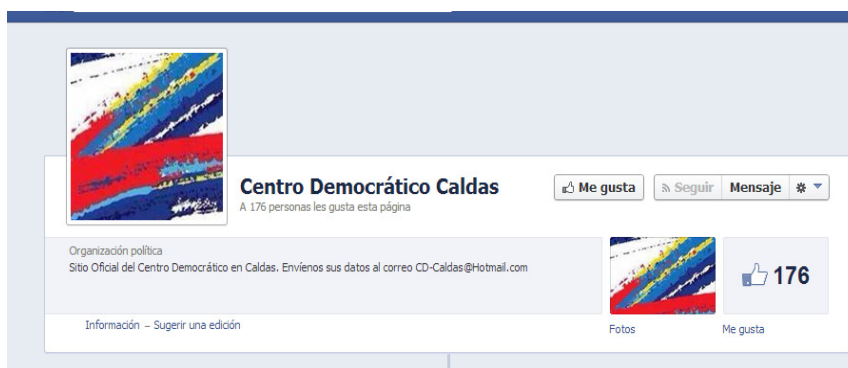 Centro Democrático Caldas
A 176 personas les gusta esta página
Me gusta
Seguir
Mensaje
Organización política
Sitio Oficial del Centro Democrático en Caldas. Envíenos sus datos al correo CD-Caldas@Hotmail.com
176
Información – Sugerir una edición
Fotos
Me gusta